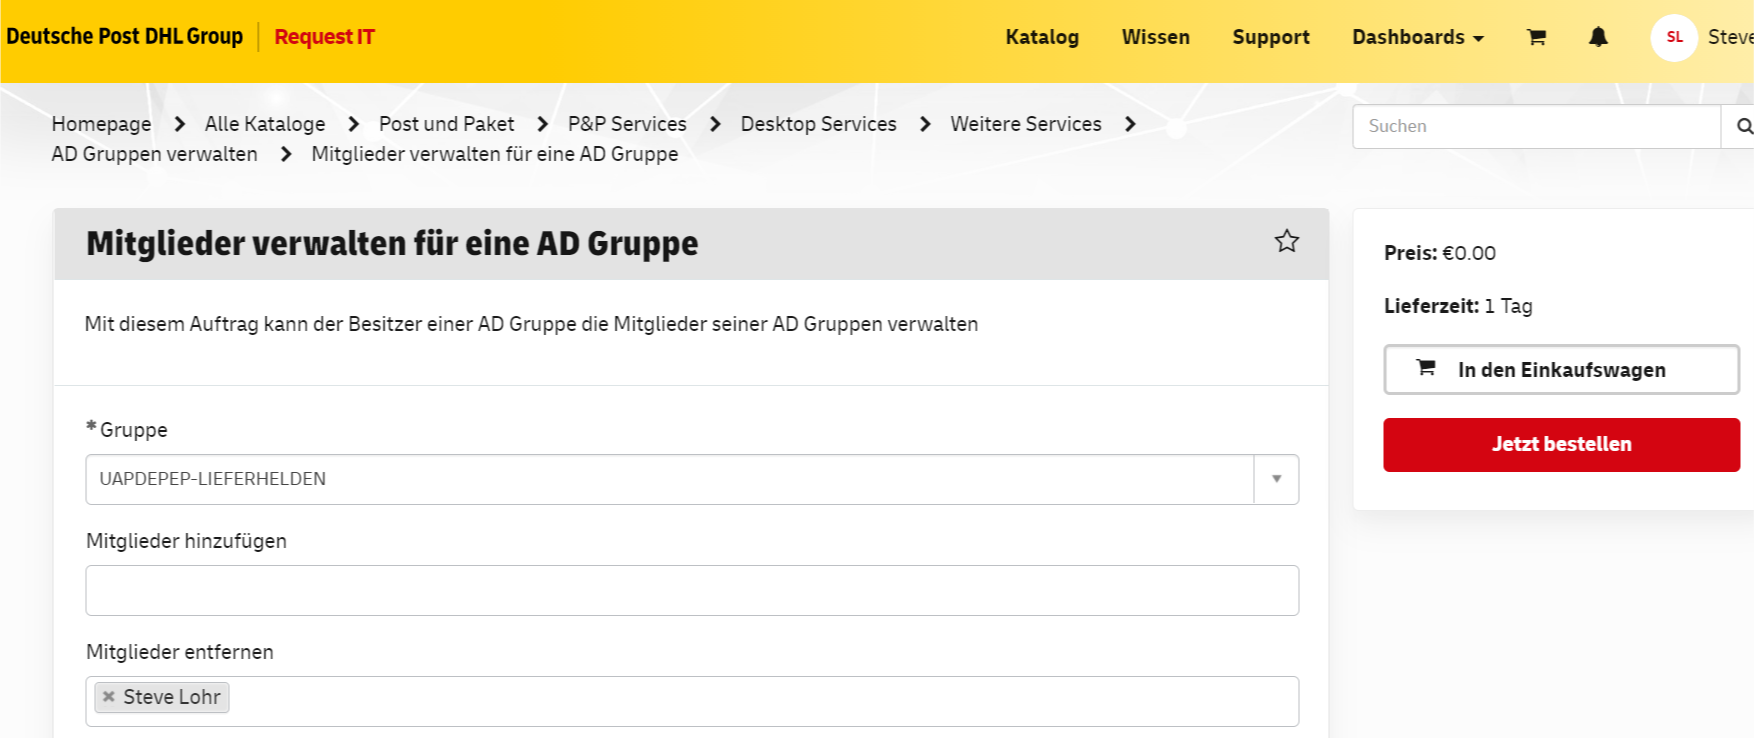 Deutsche Post DHL Group | Request IT
Katalog Wissen Support Dashboards SL Steve
Homepage > Alle Kataloge > Post und Paket > P&P Services > Desktop Services > Weitere Services >
AD Gruppen verwalten > Mitglieder verwalten für eine AD Gruppe
Suchen
Mitglieder verwalten für eine AD Gruppe
Mit diesem Auftrag kann der Besitzer einer AD Gruppe die Mitglieder seiner AD Gruppen verwalten
* Gruppe
UAPDEPEP-LIEFERHELDEN
Mitglieder hinzufügen
Mitglieder entfernen
× Steve Lohr
Preis: €0.00
Lieferzeit: 1 Tag
In den Einkaufswagen
Jetzt bestellen